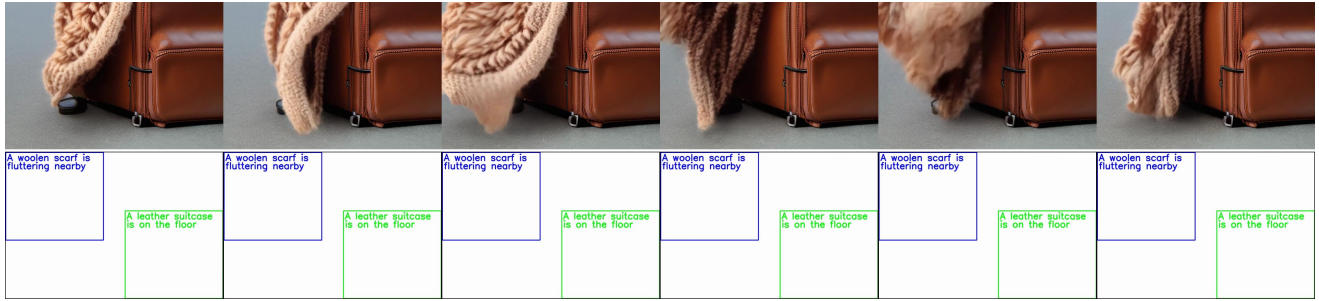 A woolen scarf is
fluttering nearby
A leather suitcase
is on the floor
A woolen scarf is
fluttering nearby
A leather suitcase
is on the floor
A woolen scarf is
fluttering nearby
A leather suitcase
is on the floor
A woolen scarf is
fluttering nearby
A leather suitcase
is on the floor
A woolen scarf is
fluttering nearby
A leather suitcase
is on the floor
A woolen scarf is
fluttering nearby
A leather suitcase
is on the floor